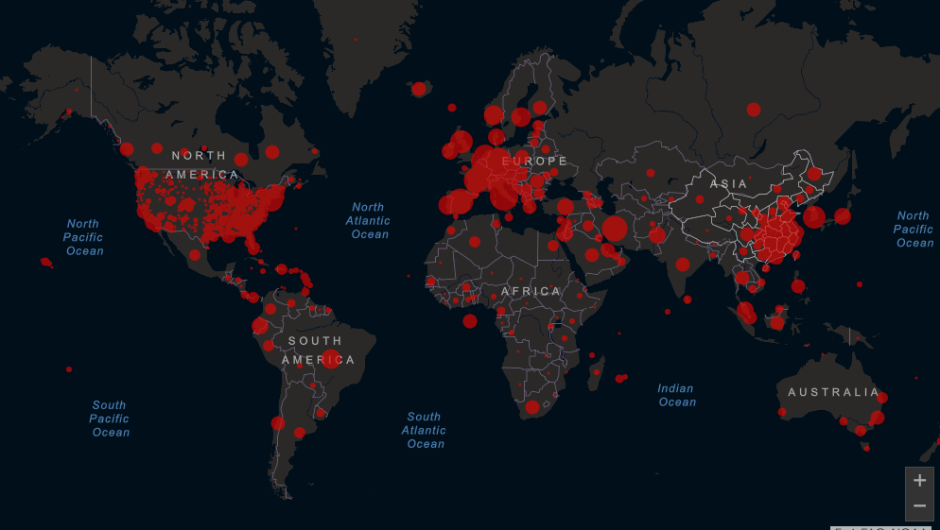 NORTH
AMERICA
EUROPE
ASIA
North
Pacific
Ocean
North
Atlantic
Ocean
North
Pacific
Ocean
AFRICA
SOUTH
AMERICA
South
Pacific
Ocean
South
Atlantic
Ocean
Indian
Ocean
AUSTRALIA
+
−